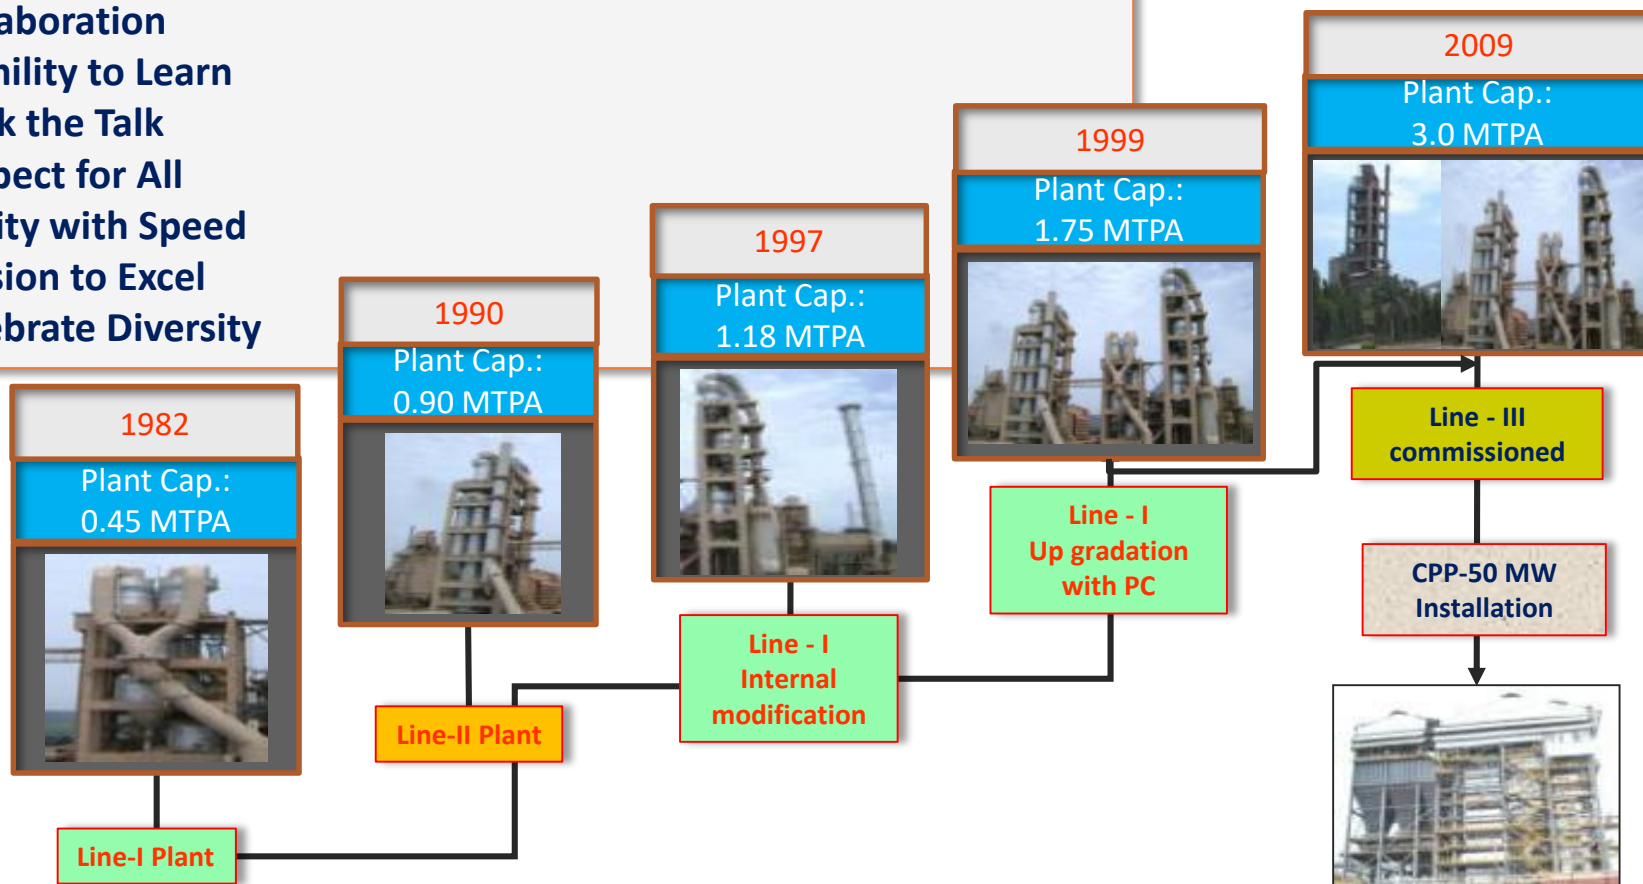 aboration
ility to Learn
k the Talk
pect for All
ity with Speed
sion to Excel
ebrate Diversity
2009
Plant Cap.:
3.0 MTPA
1999
Plant Cap.:
1.75 MTPA
1997
Plant Cap.:
1.18 MTPA
1990
Plant Cap.:
0.90 MTPA
1982
Plant Cap.:
0.45 MTPA
Line-I Plant
Line-II Plant
Line - I
Internal
modification
Line - I
Up gradation
with PC
Line - III
commissioned
CPP-50 MW
Installation